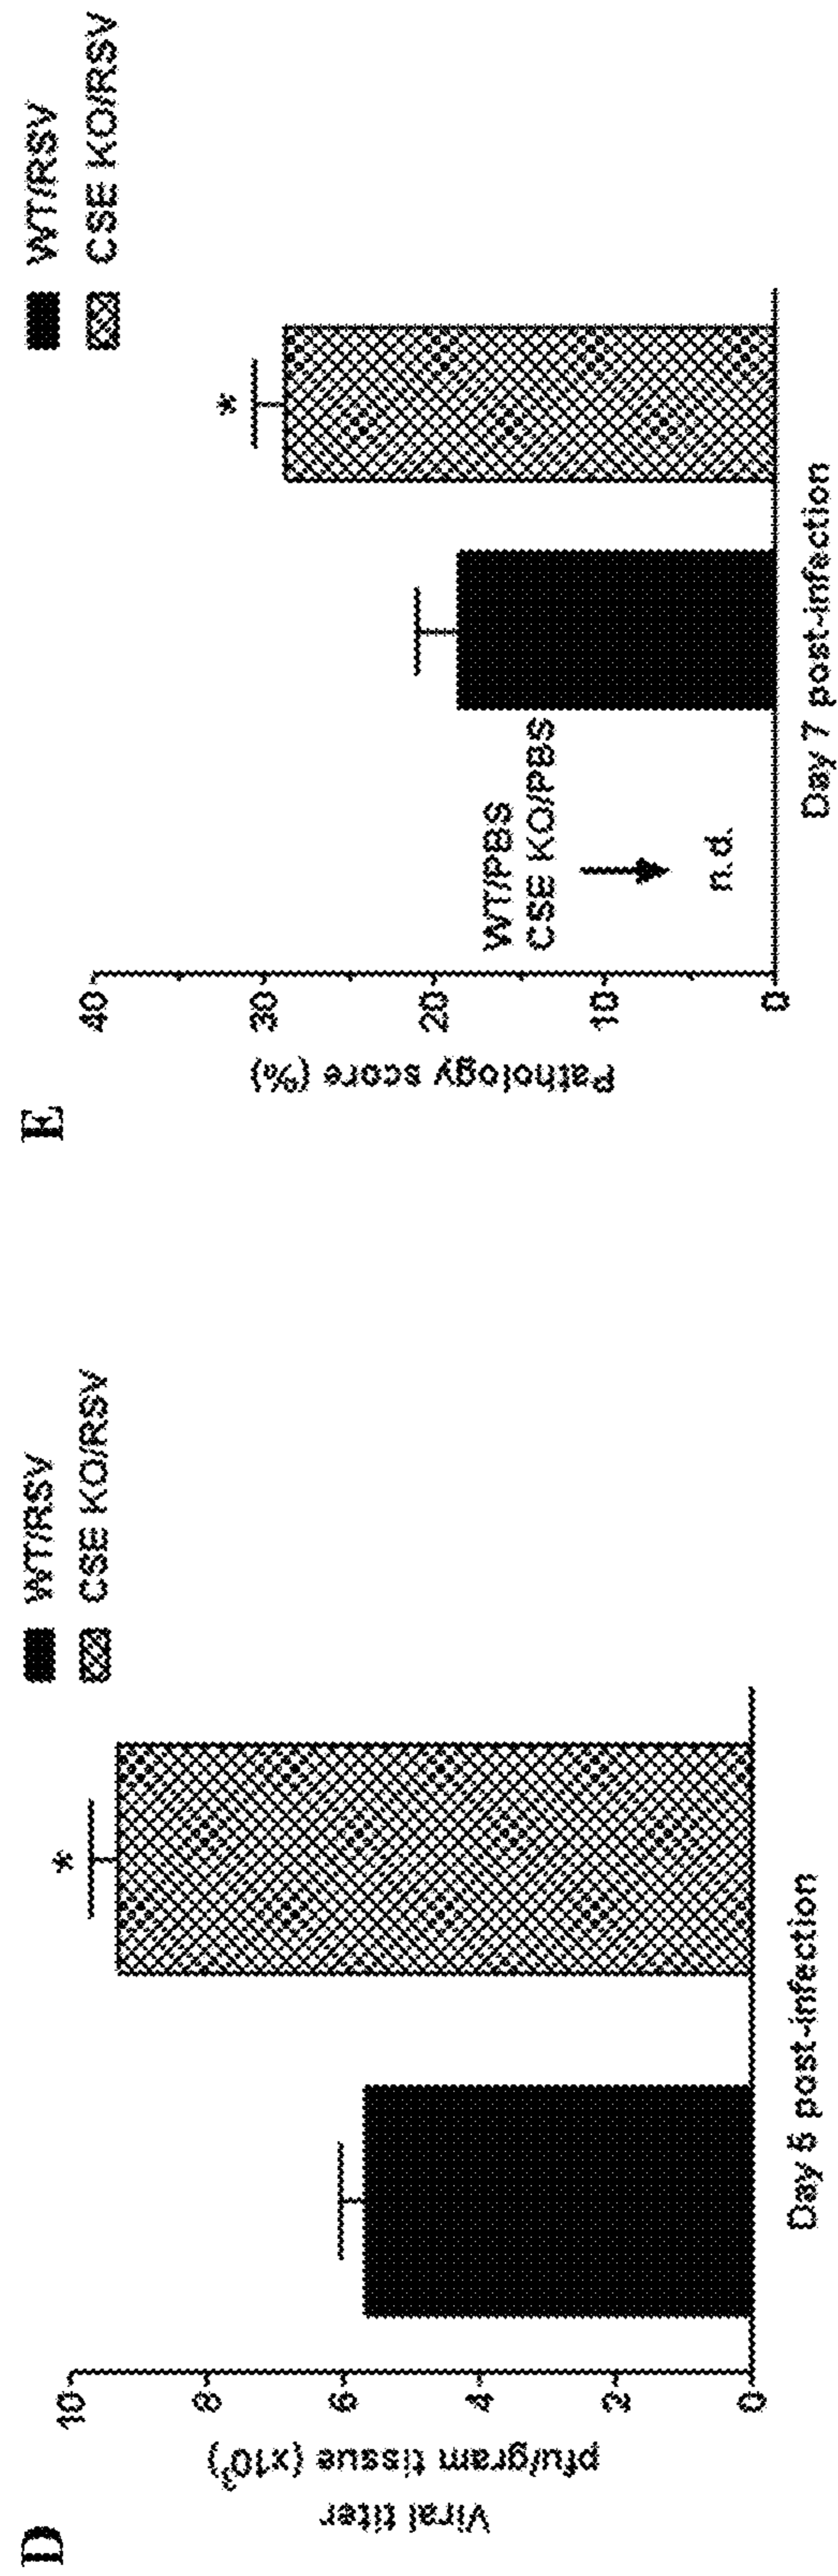 D
WT/RSV
CSE KO/RSV
Viral titer
pfu/gram tissue (x10³)
10
8
6
4
2
0
*
Day 5 post-infection
E
WT/RSV
CSE KO/RSV
Pathology score (%)
40
30
20
10
0
WT/PBS
CSE KO/PBS
n.d.
*
Day 7 post-infection